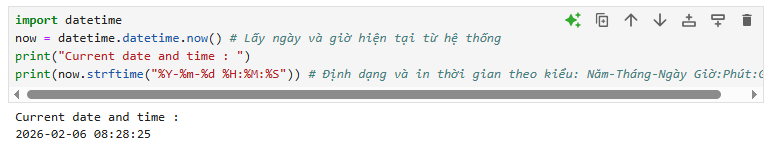 import datetime
now = datetime.datetime.now() # Lấy ngày và giờ hiện tại từ hệ thống
print("Current date and time : ")
print(now.strftime("%Y-%m-%d %H:%M:%S")) # Định dạng và in thời gian theo kiểu: Năm-Tháng-Ngày Giờ:Phút:G
Current date and time :
2026-02-06 08:28:25